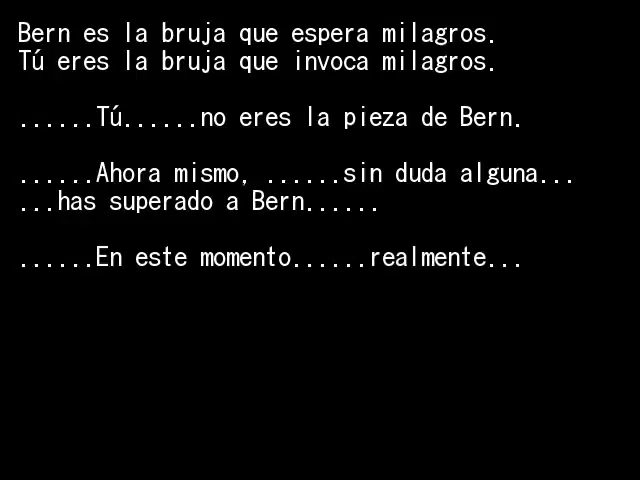 Bern es la bruja que espera milagros.
Tú eres la bruja que invoca milagros.
......Tú......no eres la pieza de Bern.
......Ahora mismo, ......sin duda alguna...
...has superado a Bern......
......En este momento......realmente...